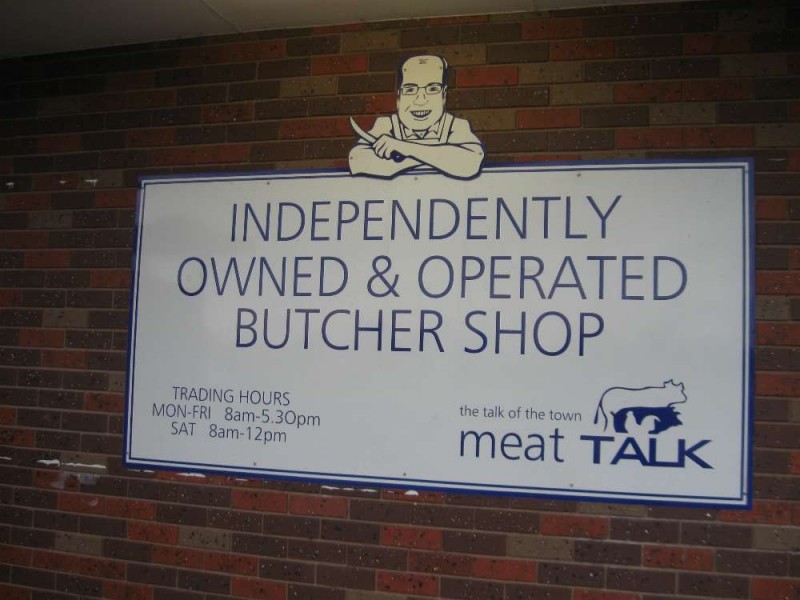 INDEPENDENTLY
OWNED & OPERATED
BUTCHER SHOP
TRADING HOURS
MON-FRI 8am-5.30pm
SAT 8am-12pm
the talk of the town
meat TALK